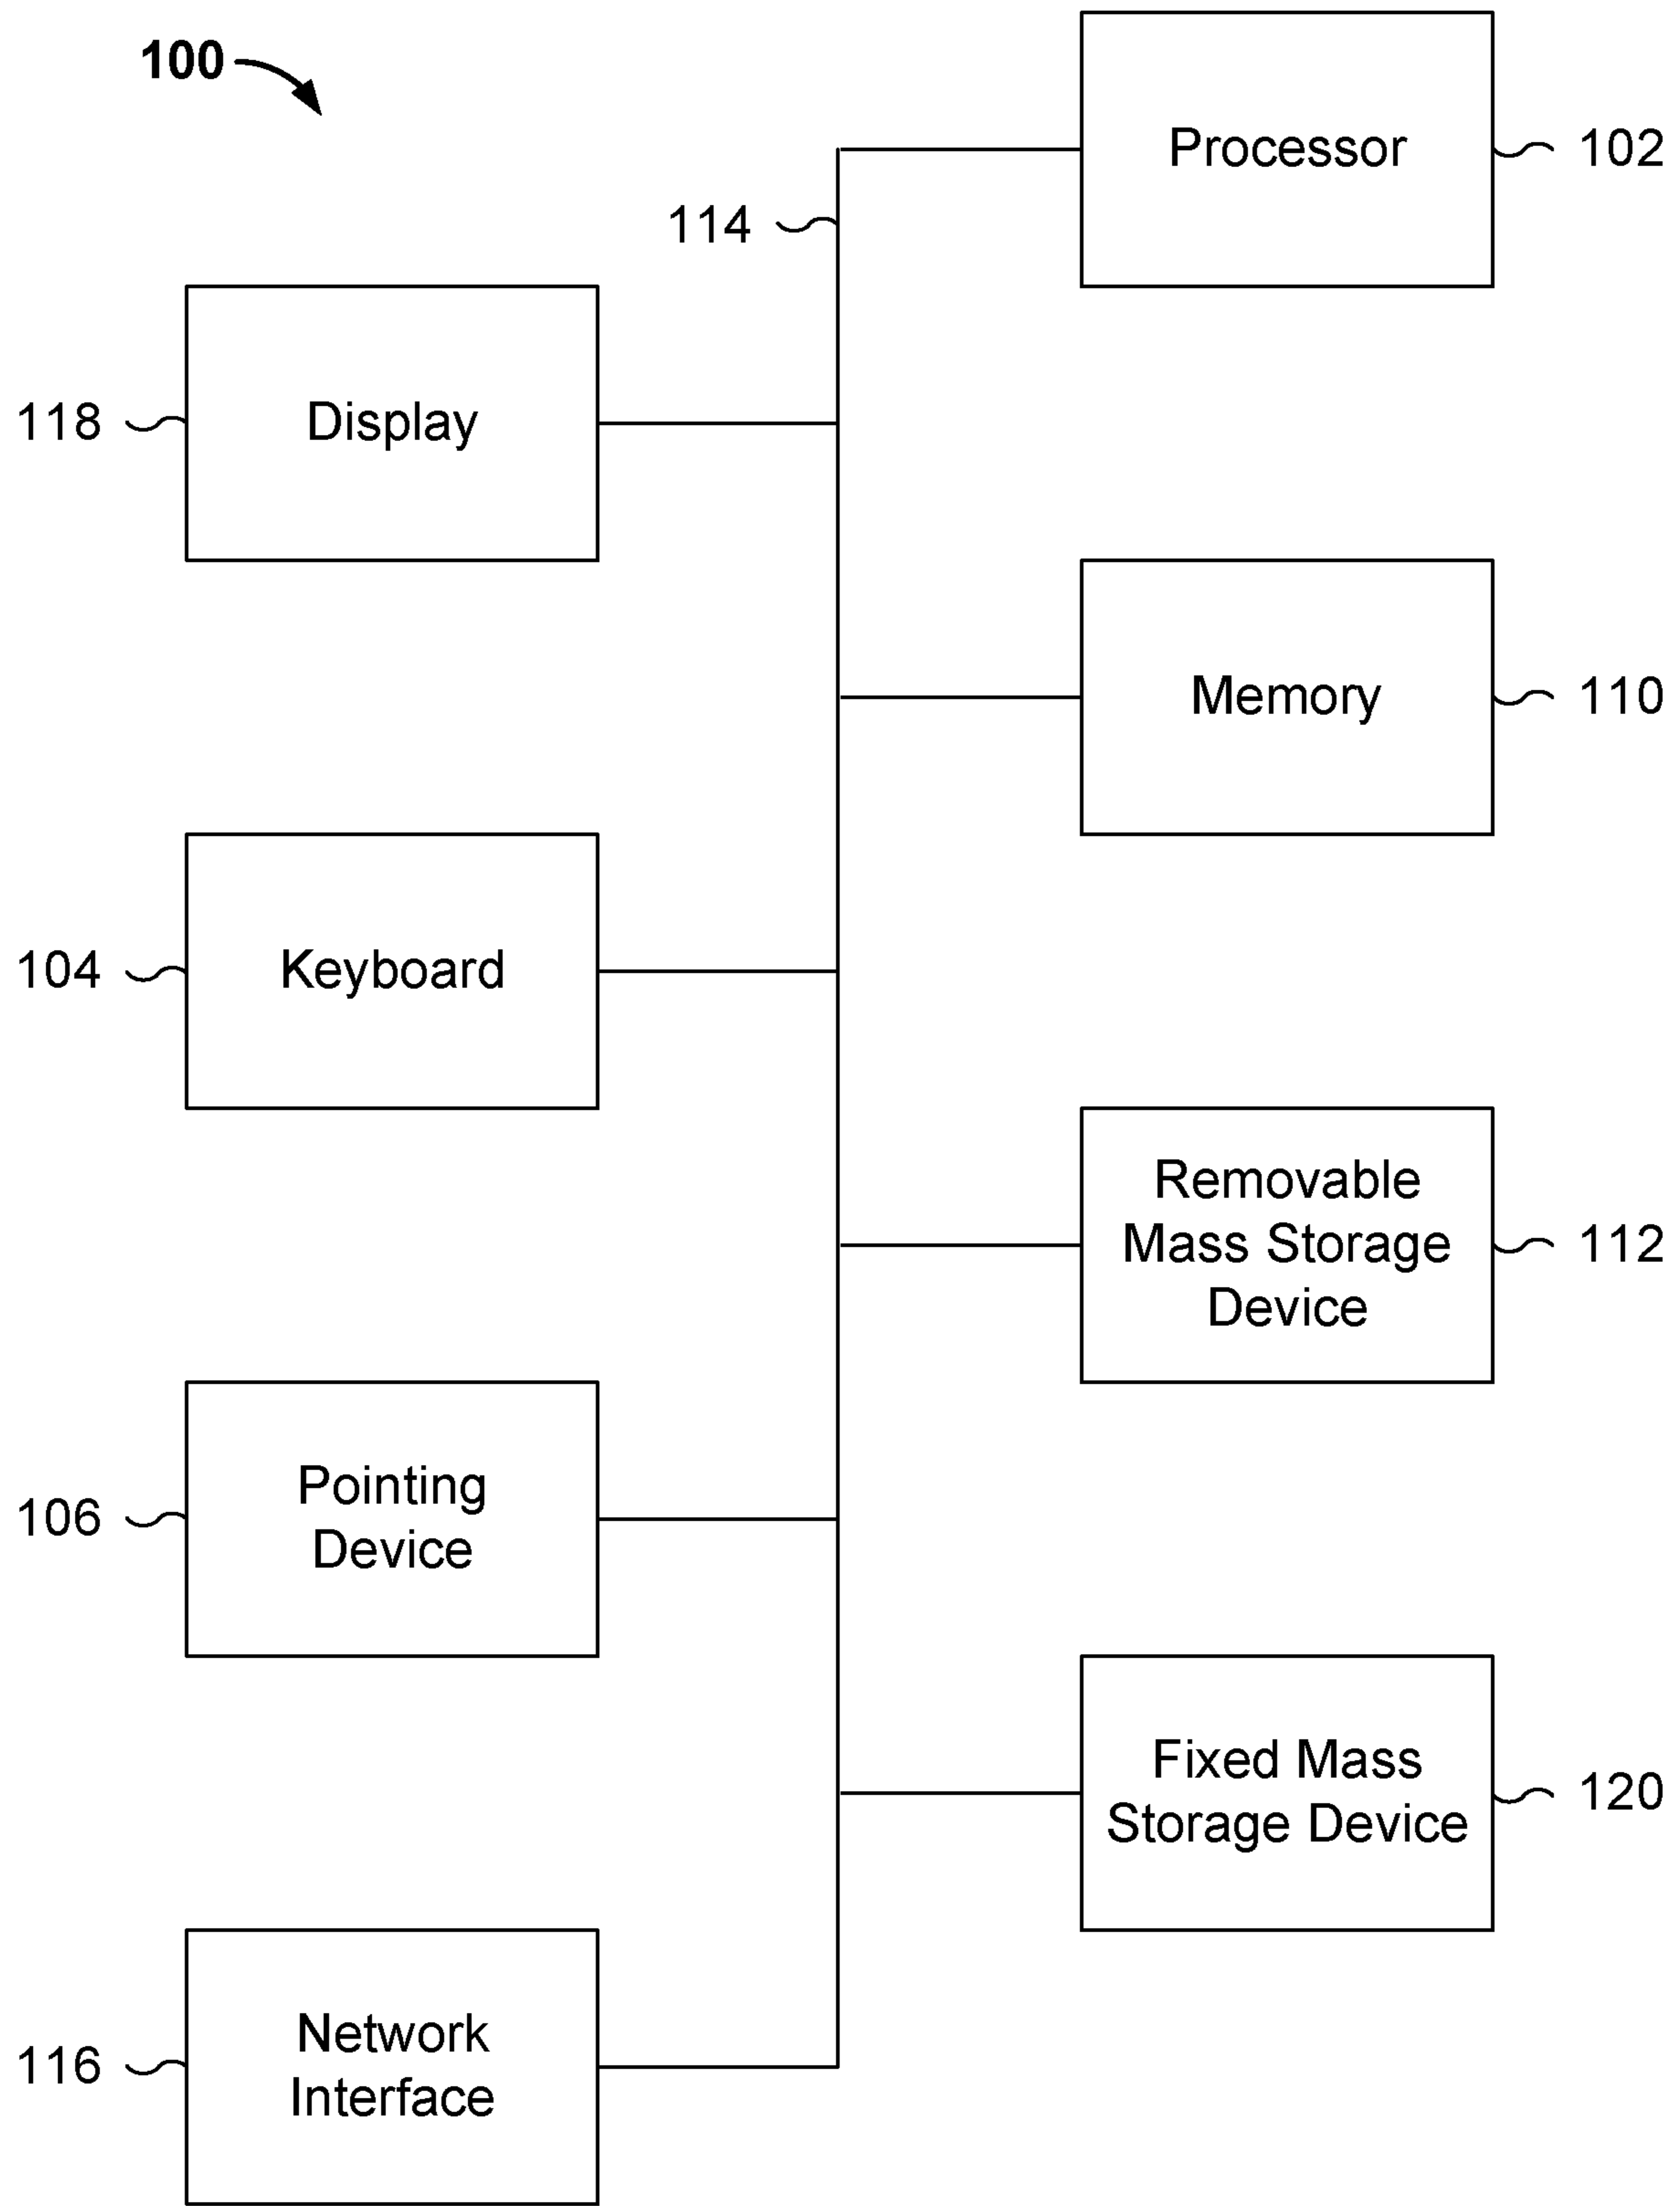 100
Processor
102
114
Display
118
Memory
110
Keyboard
104
Removable
Mass Storage
Device
112
Pointing
Device
106
Fixed Mass
Storage Device
120
Network
Interface
116